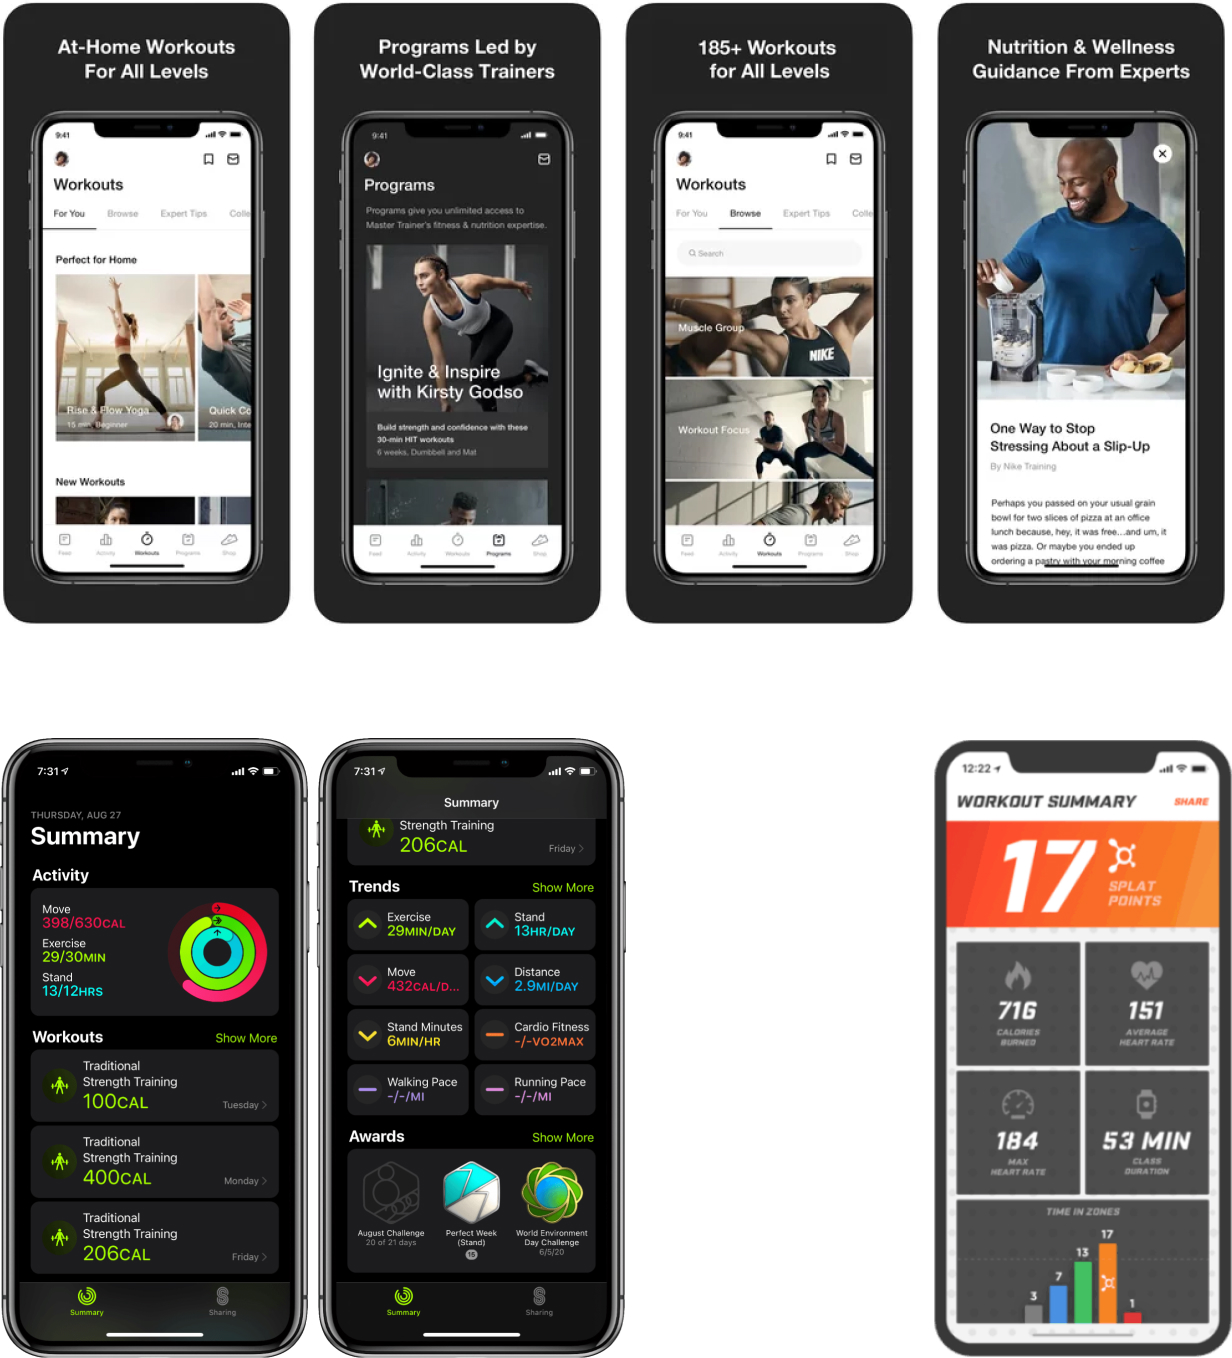 At-Home Workouts
For All Levels
9:41
Workouts
For You Browse Expert Tips Colle
Perfect for Home
Rise & Flow Yoga
15 min, Beginner
Quick Co
20 min, Inte
New Workouts
Feed Activity Workouts Programs Shop
Programs Led by
World-Class Trainers
9:41
Programs
Programs give you unlimited access to
Master Trainer's fitness & nutrition expertise.
Ignite & Inspire
with Kirsty Godso
Build strength and confidence with these
30-min HIT workouts
6 weeks, Dumbbell and Mat
Feed Activity Workouts Programs Shop
185+ Workouts
for All Levels
9:41
Workouts
For You Browse Expert Tips Colle
Search
Muscle Group
NIKE
Workout Focus
Feed Activity Workouts Programs Shop
Nutrition & Wellness
Guidance From Experts
One Way to Stop
Stressing About a Slip-Up
By Nike Training
Perhaps you passed on your usual grain
bowl for two slices of pizza at an office
lunch because, hey, it was free...and um, it
was pizza. Or maybe you ended up
ordering a pastry with your morning coffee
7:31
THURSDAY, AUG 27
Summary
Activity
Move
398/630CAL
Exercise
29/30MIN
Stand
13/12HRS
Workouts Show More
Traditional
Strength Training
100CAL Tuesday
Traditional
Strength Training
400CAL Monday
Traditional
Strength Training
206CAL Friday
Summary Sharing
7:31
Summary
Strength Training
206CAL Friday
Trends Show More
Exercise
29MIN/DAY
Stand
13HR/DAY
Move
432CAL/D...
Distance
2.9MI/DAY
Stand Minutes
6MIN/HR
Cardio Fitness
-/-VO2MAX
Walking Pace
-/-/MI
Running Pace
-/-/MI
Awards Show More
August Challenge
20 of 21 days
Perfect Week
(Stand)
15
World Environment
Day Challenge
6/5/20
Summary Sharing
12:22
WORKOUT SUMMARY SHARE
17
SPLAT
POINTS
716
CALORIES
BURNED
151
AVERAGE
HEART RATE
184
MAX
HEART RATE
53 MIN
CLASS
DURATION
TIME IN ZONES
3 7 13 17 1